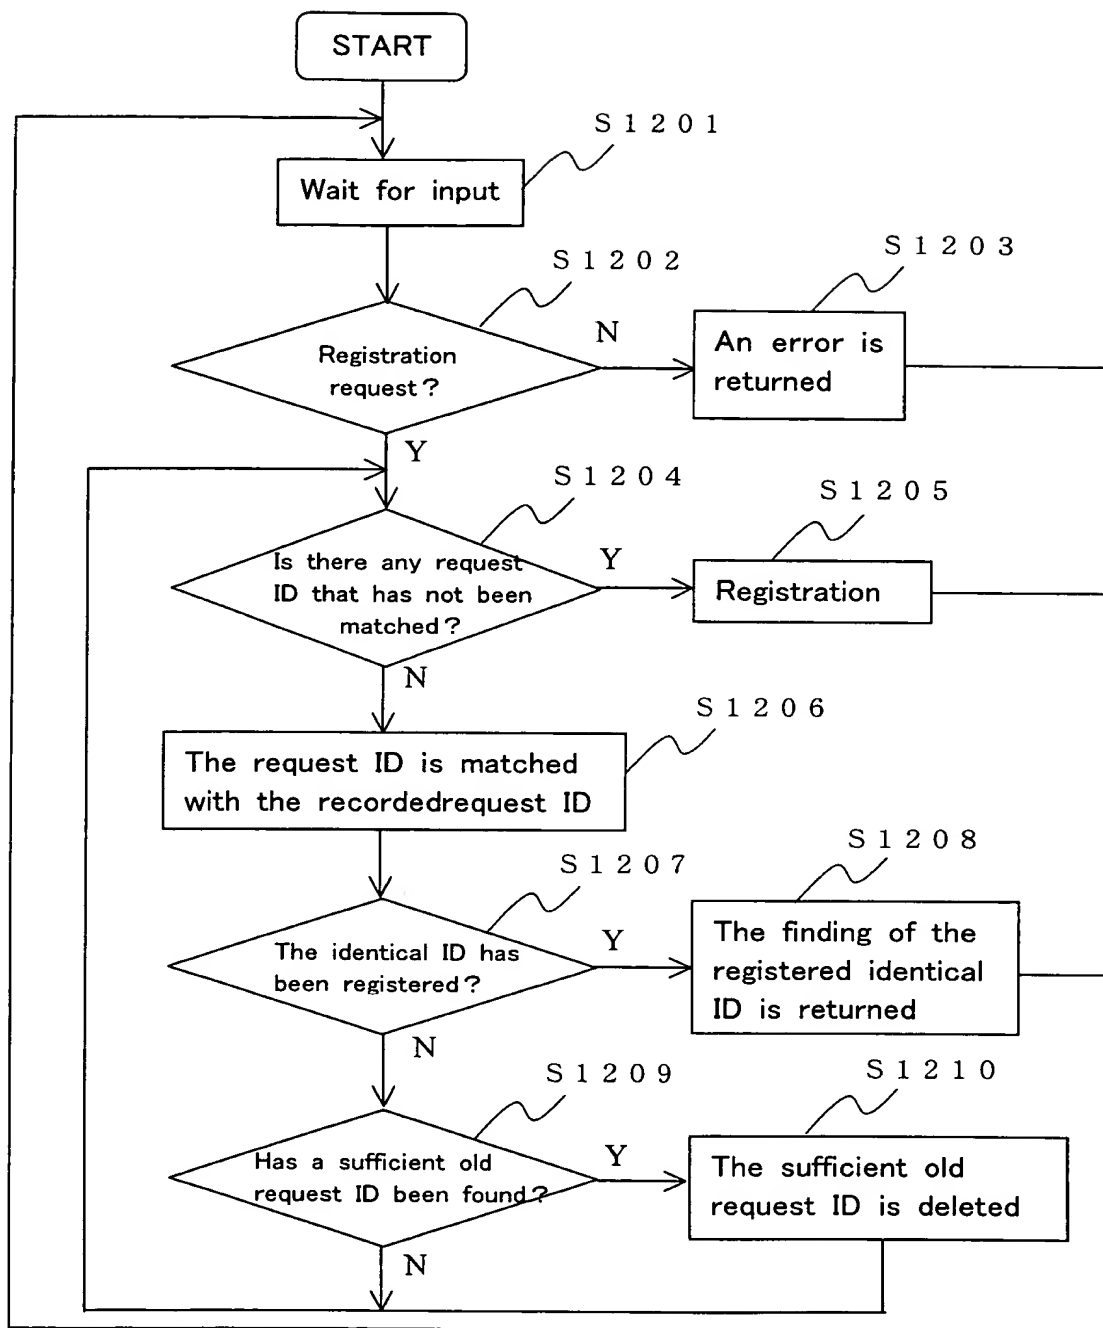 START
S1201
Wait for input
S1202
S1203
Registration
request?
N
An error is
returned
Y
S1204
S1205
Is there any request
ID that has not been
matched?
Y
Registration
N
S1206
The request ID is matched
with the recordedrequest ID
S1207
S1208
The identical ID has
been registered?
Y
The finding of the
registered identical
ID is returned
N
S1209
S1210
Has a sufficient old
request ID been found?
Y
The sufficient old
request ID is deleted
N